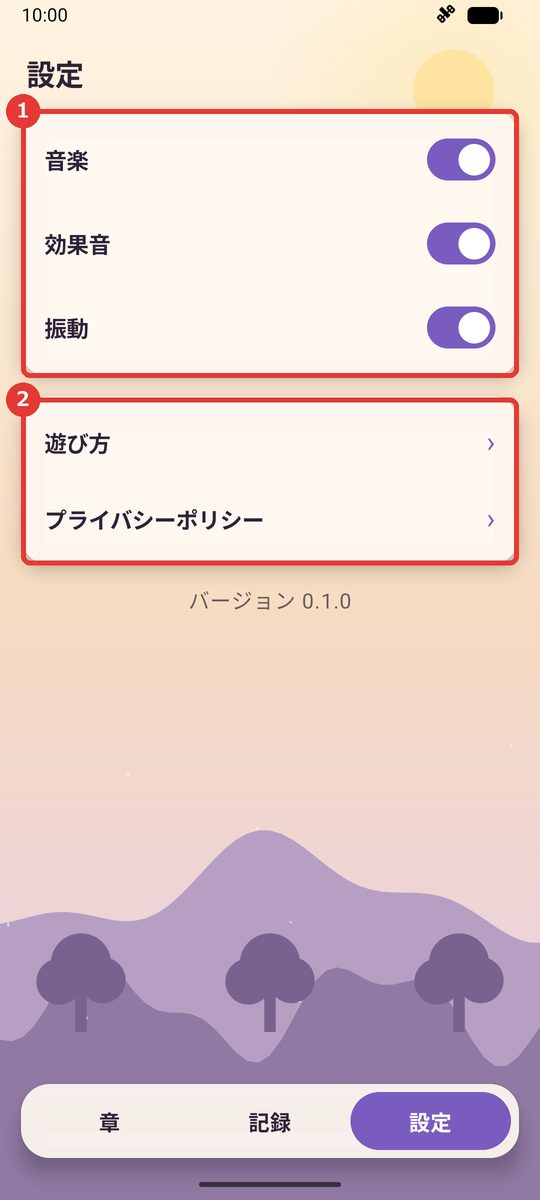 10:00
設定
1
音楽
効果音
振動
2
遊び方 ›
プライバシーポリシー ›
バージョン 0.1.0
章 記録 設定